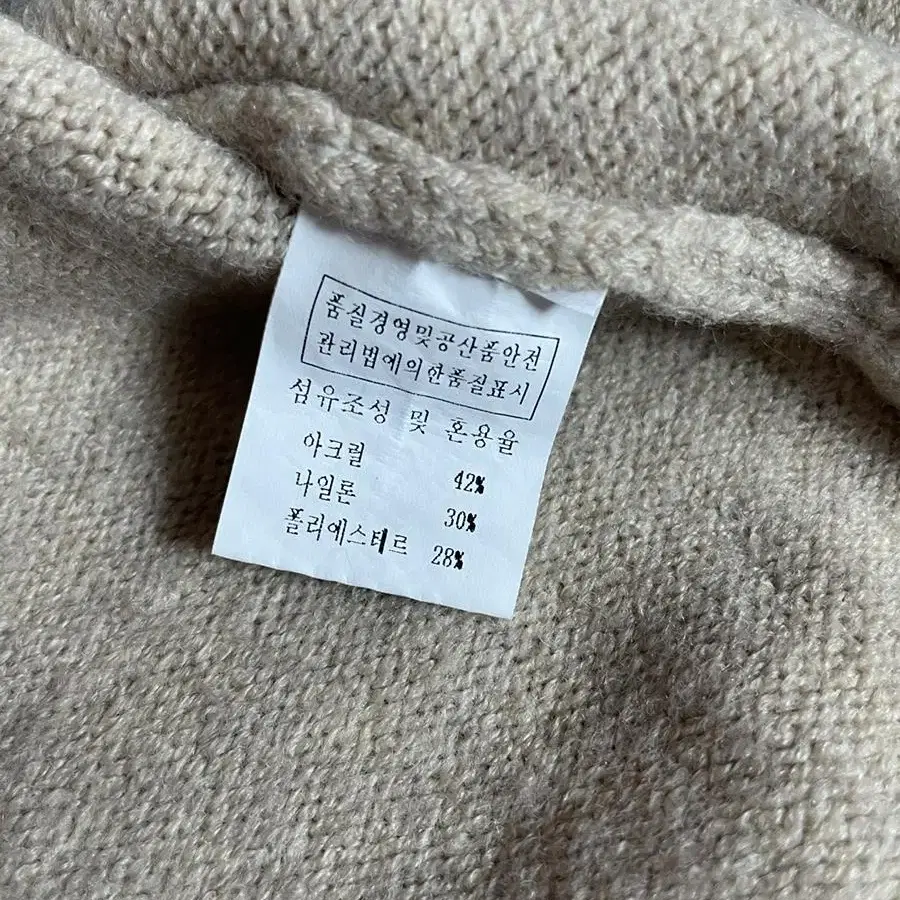 품질경영및공산품안전
관리법에의한품질표시
섬유조성 및 혼용율
아크릴 42%
나일론 30%
폴리에스테르 28%